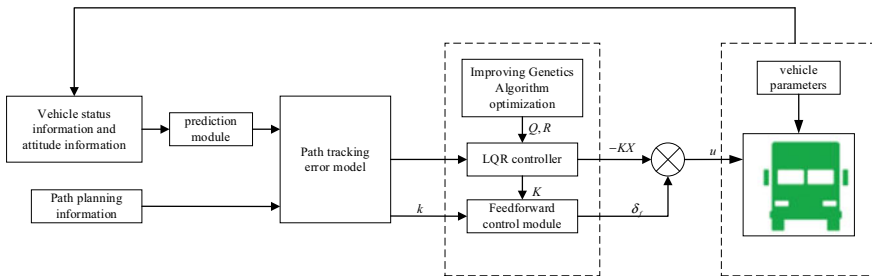 Vehicle status
information and
attitude information
prediction
module
Path planning
information
Path tracking
error model
k
Improving Genetics
Algorithm
optimization
Q, R
LQR controller
K
Feedforward
control module
−KX
δf
u
vehicle
parameters